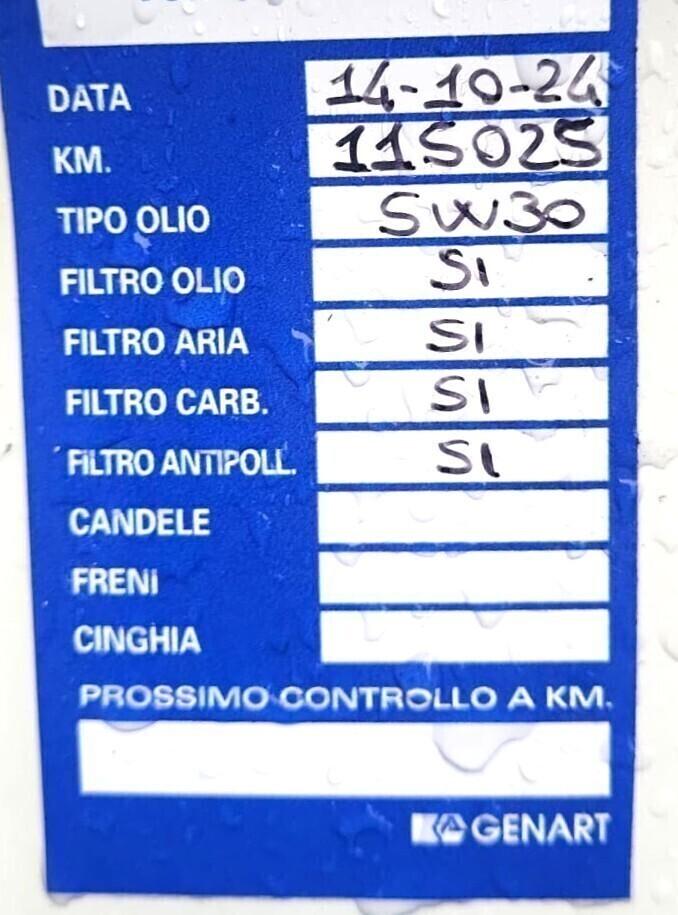 DATA 14-10-24
KM. 115025
TIPO OLIO 5W30
FILTRO OLIO SI
FILTRO ARIA SI
FILTRO CARB. SI
FILTRO ANTIPOLL. SI
CANDELE
FRENI
CINGHIA
PROSSIMO CONTROLLO A KM.
GENART